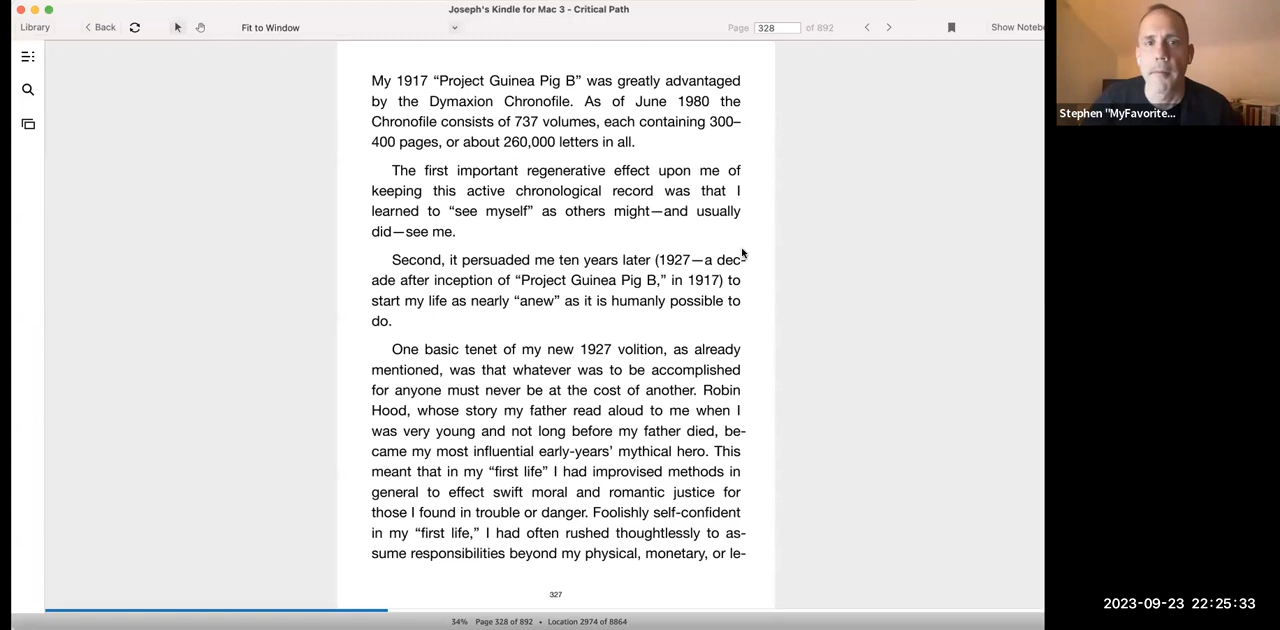 Joseph's Kindle for Mac 3 - Critical Path
Library
Back
Fit to Window
Page 328 of 892
Show Notebo
My 1917 “Project Guinea Pig B” was greatly advantaged
by the Dymaxion Chronofile. As of June 1980 the
Chronofile consists of 737 volumes, each containing 300–
400 pages, or about 260,000 letters in all.
The first important regenerative effect upon me of
keeping this active chronological record was that I
learned to “see myself” as others might—and usually
did—see me.
Second, it persuaded me ten years later (1927—a dec-
ade after inception of “Project Guinea Pig B,” in 1917) to
start my life as nearly “anew” as it is humanly possible to
do.
One basic tenet of my new 1927 volition, as already
mentioned, was that whatever was to be accomplished
for anyone must never be at the cost of another. Robin
Hood, whose story my father read aloud to me when I
was very young and not long before my father died, be-
came my most influential early-years’ mythical hero. This
meant that in my “first life” I had improvised methods in
general to effect swift moral and romantic justice for
those I found in trouble or danger. Foolishly self-confident
in my “first life,” I had often rushed thoughtlessly to as-
sume responsibilities beyond my physical, monetary, or le-
327
34% Page 328 of 892 • Location 2974 of 8864
Stephen "MyFavorite...
2023-09-23 22:25:33